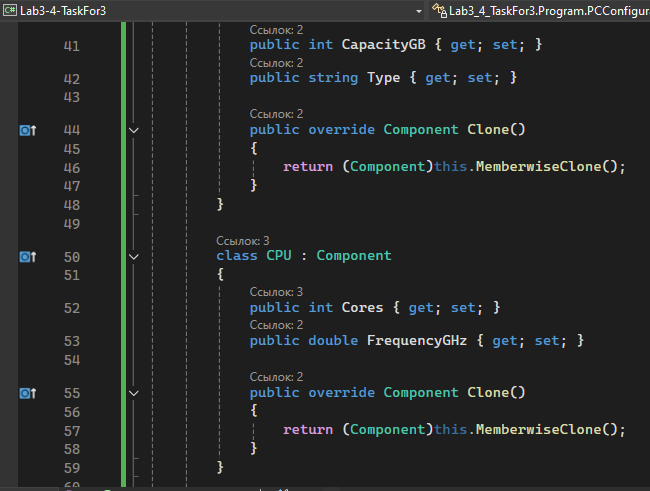 C# Lab3-4-TaskFor3 Lab3_4_TaskFor3.Program.PCConfigur
Ссылок: 2
41 public int CapacityGB { get; set; }
Ссылок: 2
42 public string Type { get; set; }
43
Ссылок: 2
44 public override Component Clone()
45 {
46 return (Component)this.MemberwiseClone();
47 }
48 }
49
Ссылок: 3
50 class CPU : Component
51 {
Ссылок: 3
52 public int Cores { get; set; }
Ссылок: 2
53 public double FrequencyGHz { get; set; }
54
Ссылок: 2
55 public override Component Clone()
56 {
57 return (Component)this.MemberwiseClone();
58 }
59 }